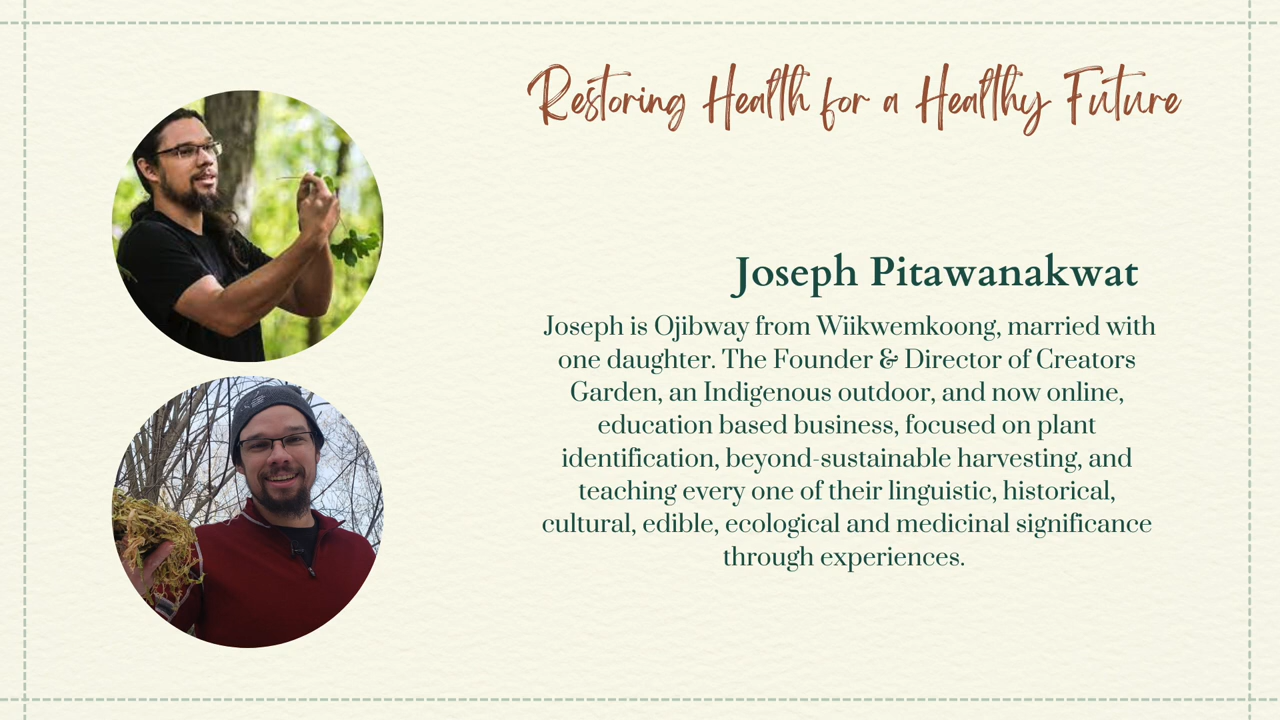 Restoring Health for a Healthy Future
Joseph Pitawanakwat
Joseph is Ojibway from Wiikwemkoong, married with
one daughter. The Founder & Director of Creators
Garden, an Indigenous outdoor, and now online,
education based business, focused on plant
identification, beyond-sustainable harvesting, and
teaching every one of their linguistic, historical,
cultural, edible, ecological and medicinal significance
through experiences.